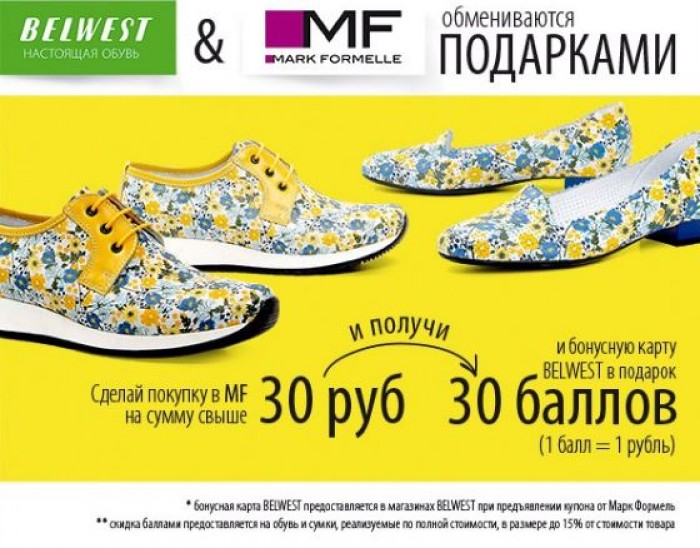 BELWEST
НАСТОЯЩАЯ ОБУВЬ
&
MF
MARK FORMELLE
обмениваются
ПОДАРКАМИ
и получи
Сделай покупку в MF
на сумму свыше
30 руб
и бонусную карту
BELWEST в подарок
30 баллов
(1 балл = 1 рубль)
* бонусная карта BELWEST предоставляется в магазинах BELWEST при предъявлении купона от Марк Формель
** скидка баллами предоставляется на обувь и сумки, реализуемые по полной стоимости, в размере до 15% от стоимости товара